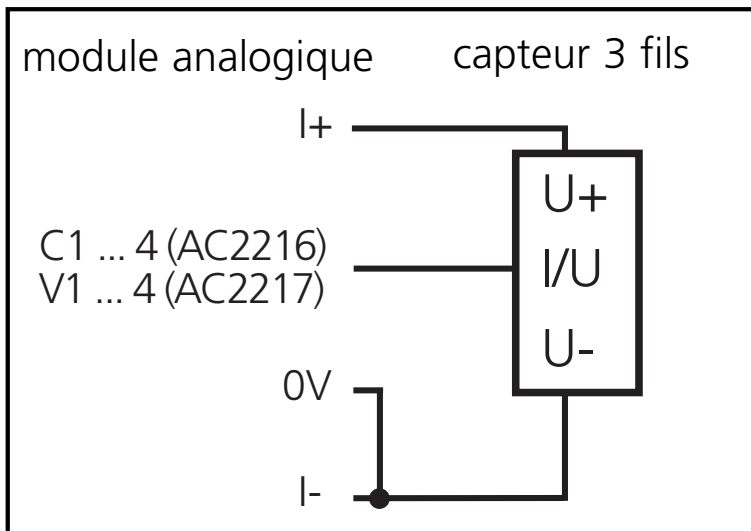 module analogique
capteur 3 fils
I+
U+
C1 ... 4 (AC2216)
V1 ... 4 (AC2217)
I/U
U-
0V
I-